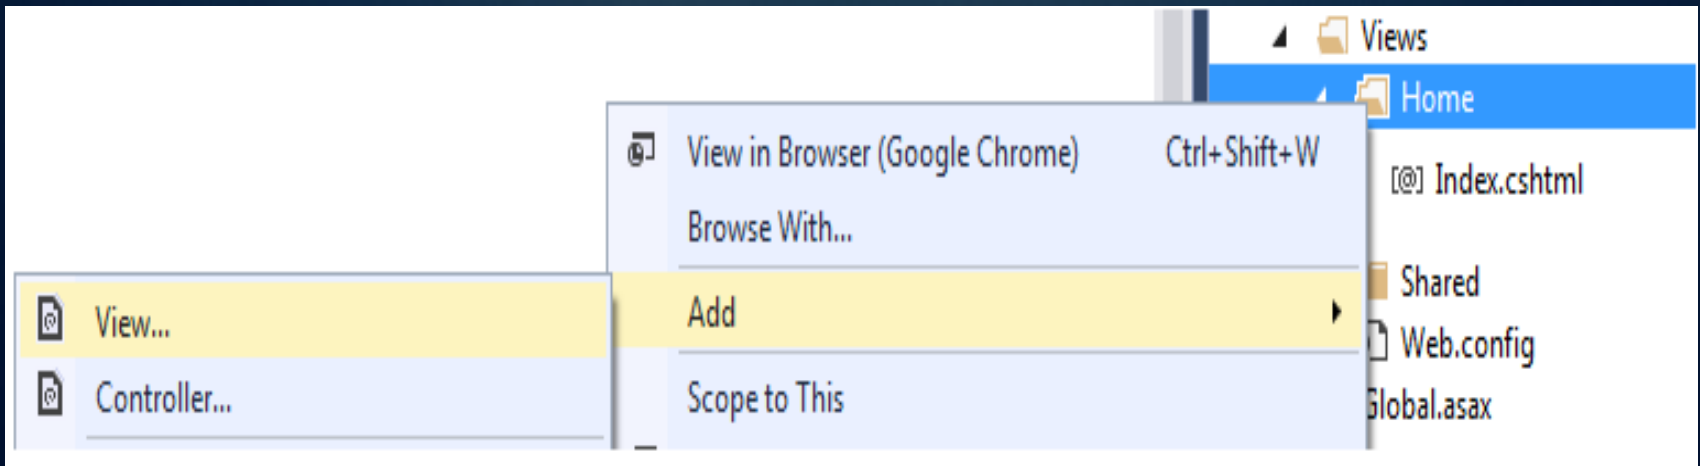 Views
Home
View in Browser (Google Chrome) Ctrl+Shift+W
[@] Index.cshtml
Browse With...
Shared
Add
View...
Web.config
Controller...
Scope to This
Global.asax